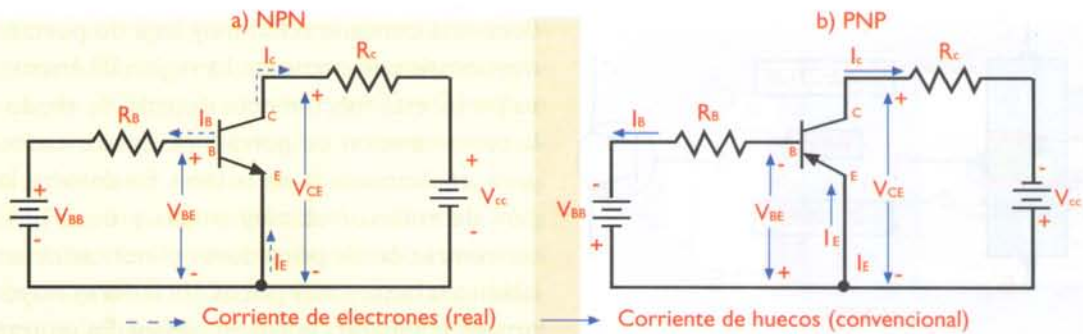 a) NPN
I_c
R_c
+
R_B
I_B
C
B
+
+
+
V_BB
-
V_BE
-
E
V_CE
I_E
-
V_cc
-
b) PNP
I_c
R_c
+
I_B
R_B
C
B
-
V_BB
+
-
V_BE
+
E
I_E
V_CE
-
-
V_cc
+
Corriente de electrones (real)
Corriente de huecos (convencional)